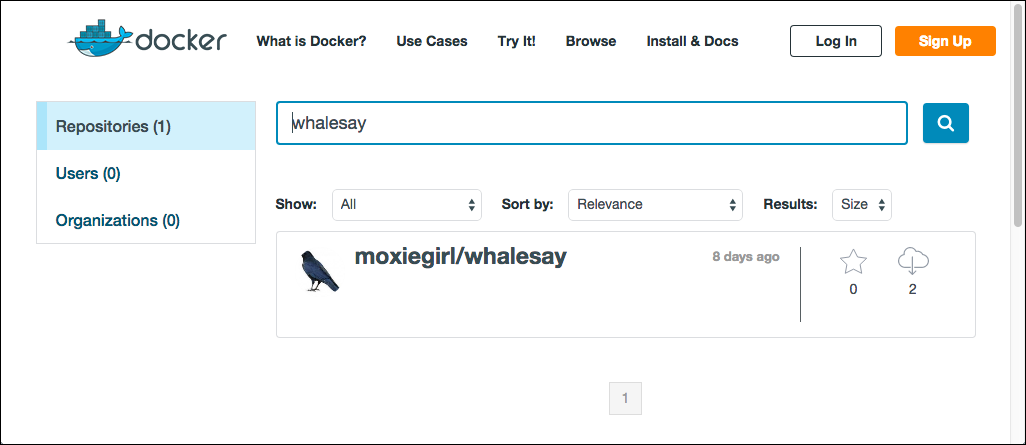 docker What is Docker? Use Cases Try It! Browse Install & Docs Log In Sign Up
Repositories (1)
Users (0)
Organizations (0)
whalesay
Show: All Sort by: Relevance Results: Size
moxiegirl/whalesay 8 days ago
0 2
1